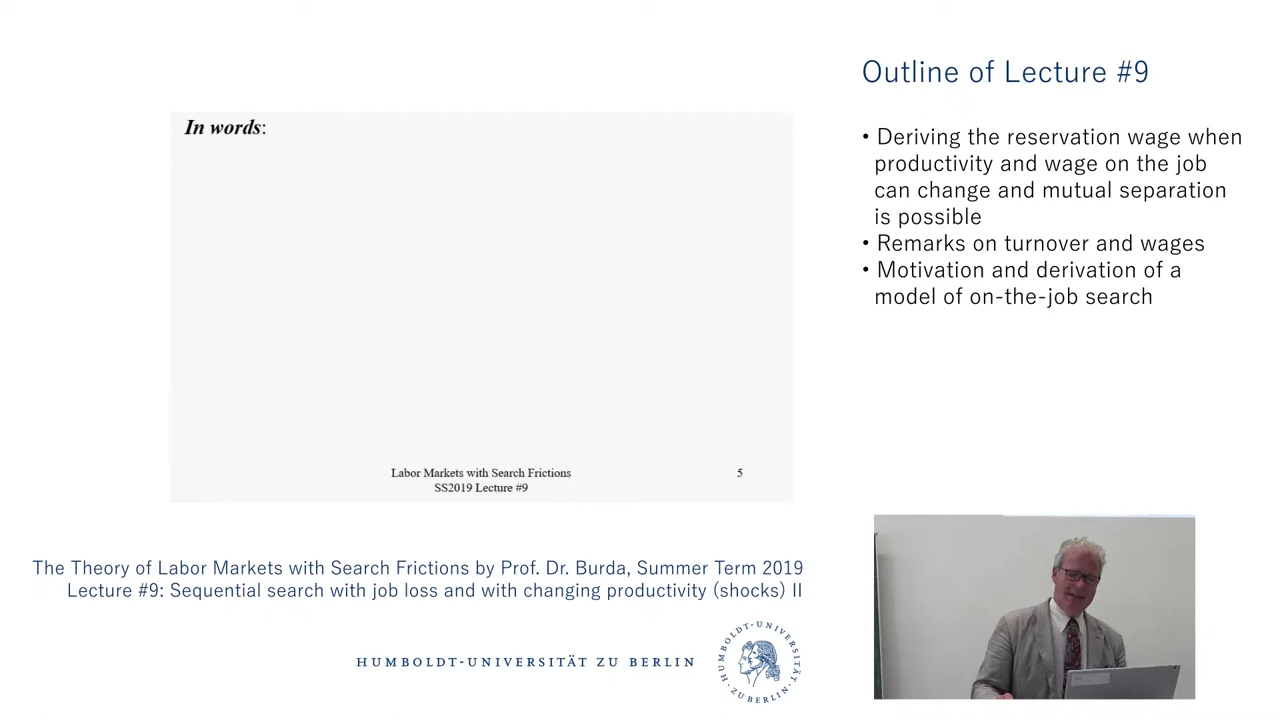 In words:
Labor Markets with Search Frictions
SS2019 Lecture #9
5
Outline of Lecture #9
• Deriving the reservation wage when
productivity and wage on the job
can change and mutual separation
is possible
• Remarks on turnover and wages
• Motivation and derivation of a
model of on-the-job search
The Theory of Labor Markets with Search Frictions by Prof. Dr. Burda, Summer Term 2019
Lecture #9: Sequential search with job loss and with changing productivity (shocks) II
HUMBOLDT-UNIVERSITÄT ZU BERLIN
HUMBOLDT-UNIVERSITÄT
ZU BERLIN